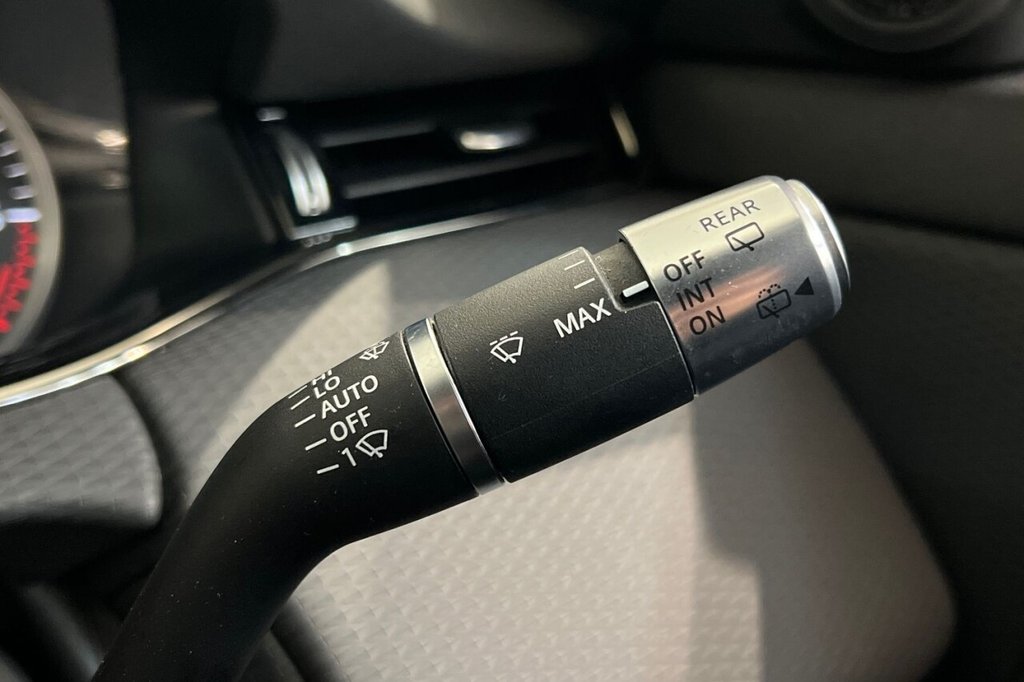 REAR
OFF
INT
ON
MAX
HI
LO
AUTO
OFF
1